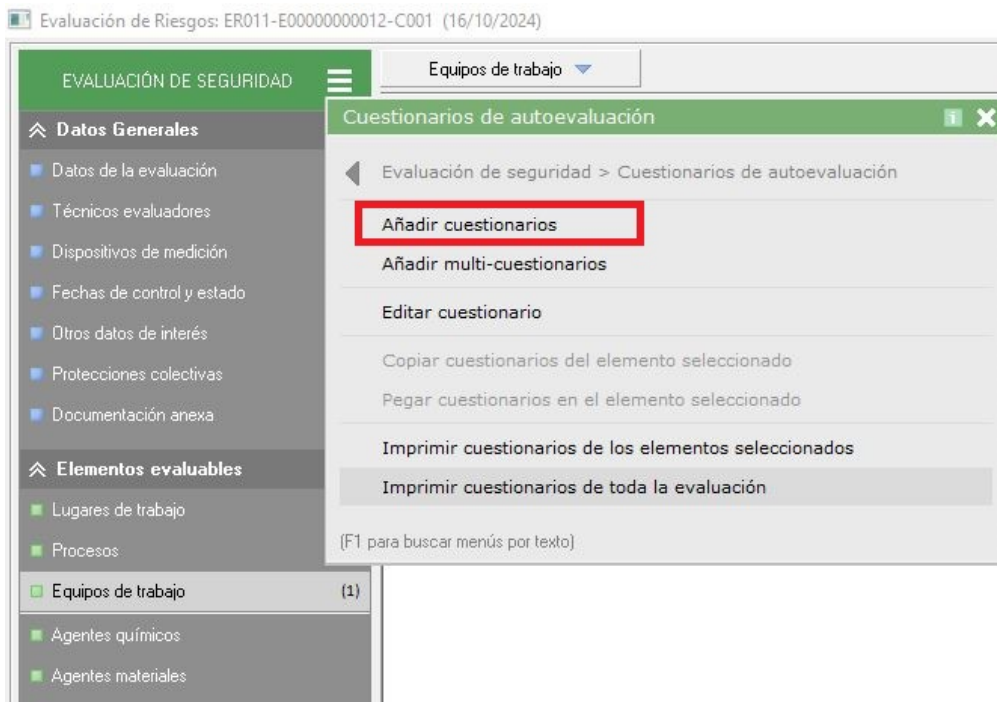 Evaluación de Riesgos: ER011-E00000000012-C001 (16/10/2024)
EVALUACIÓN DE SEGURIDAD
Equipos de trabajo
Datos Generales
Datos de la evaluación
Técnicos evaluadores
Dispositivos de medición
Fechas de control y estado
Otros datos de interés
Protecciones colectivas
Documentación anexa
Elementos evaluables
Lugares de trabajo
Procesos
Equipos de trabajo (1)
Agentes químicos
Agentes materiales
Cuestionarios de autoevaluación
Evaluación de seguridad > Cuestionarios de autoevaluación
Añadir cuestionarios
Añadir multi-cuestionarios
Editar cuestionario
Copiar cuestionarios del elemento seleccionado
Pegar cuestionarios en el elemento seleccionado
Imprimir cuestionarios de los elementos seleccionados
Imprimir cuestionarios de toda la evaluación
(F1 para buscar menús por texto)